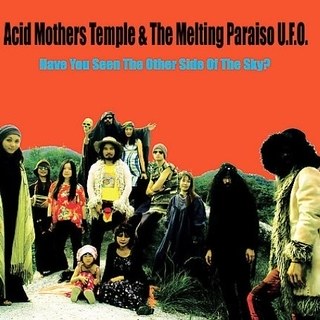 Acid Mothers Temple & The Melting Paraiso U.F.O.
Have You Seen The Other Side Of The Sky?